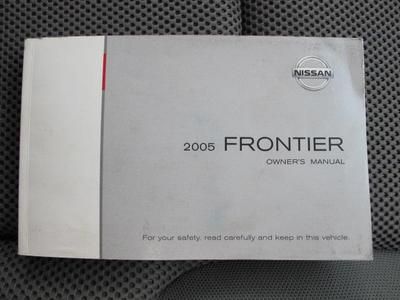 NISSAN
2005 FRONTIER
OWNER'S MANUAL
For your safety, read carefully and keep in this vehicle.